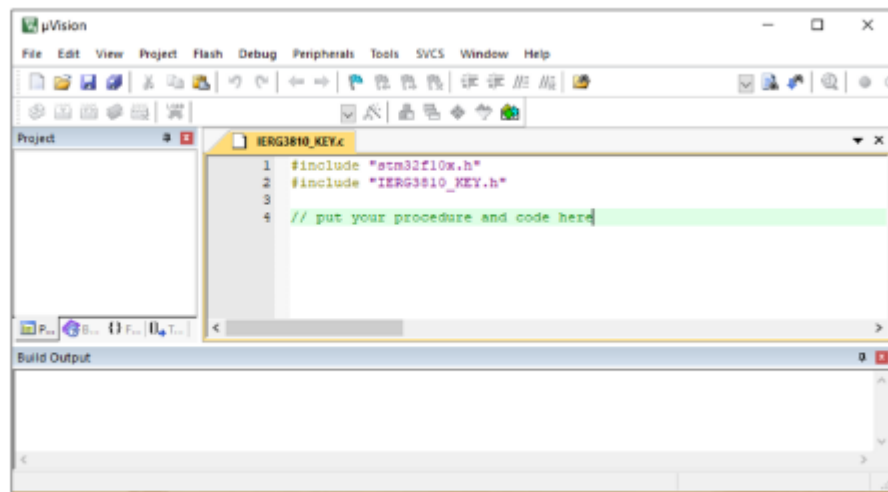 µVision
File Edit View Project Flash Debug Peripherals Tools SVCS Window Help
Project
IERG3810_KEY.c
1 #include "stm32f10x.h"
2 #include "IERG3810_KEY.h"
3
4 // put your procedure and code here
P... B... {} F... 0 T...
Build Output